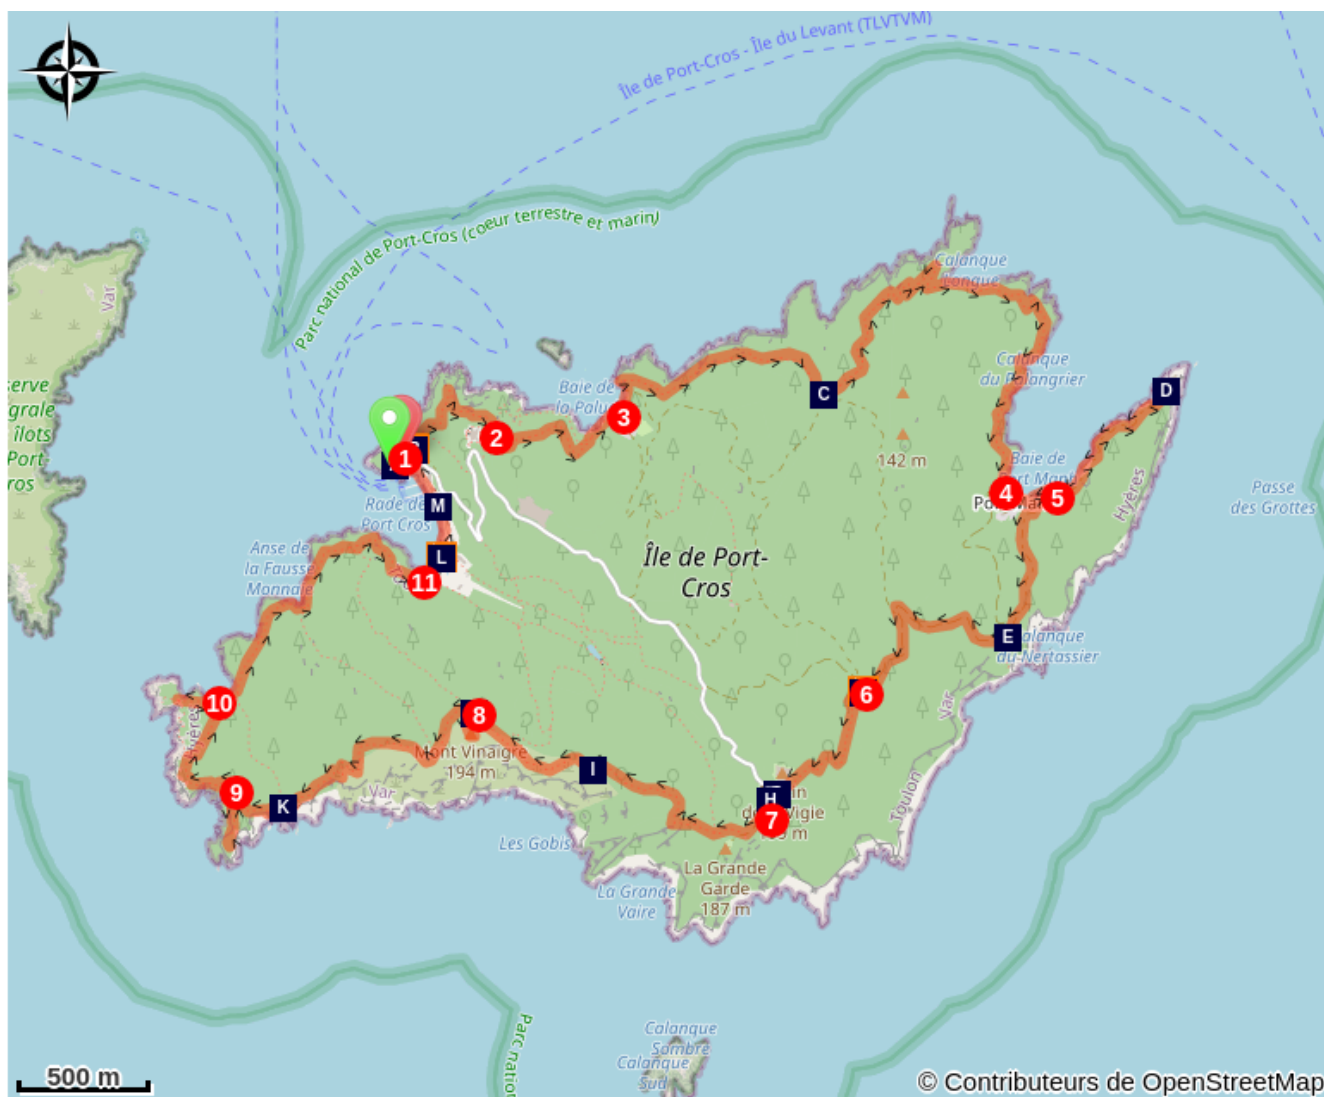 Île de Port-Cros - Île du Levant (TLVTVM)
Parc national de Port-Cros (coeur terrestre et marin)
Calanque
Longue
Var
Calanque
du Palangrier
Baie de
la Palu
D
C
3
2
1
142 m
Baie de
4
5
Hyères
Passe
des Grottes
M
Rade de
Port Cros
Île de Port-
Cros
Anse de
la Fausse
Monnaie
L
11
E
Calanque
du Nertassier
6
10
Hyères
Var
8
Mont Vinaigre
194 m
I
H
7
Toulon
9
K
Var
Les Gobis
La Grande
Garde
187 m
La Grande
Vaire
Parc
Calanque
Sombre
Calanque
Sud
500 m
© Contributeurs de OpenStreetMap